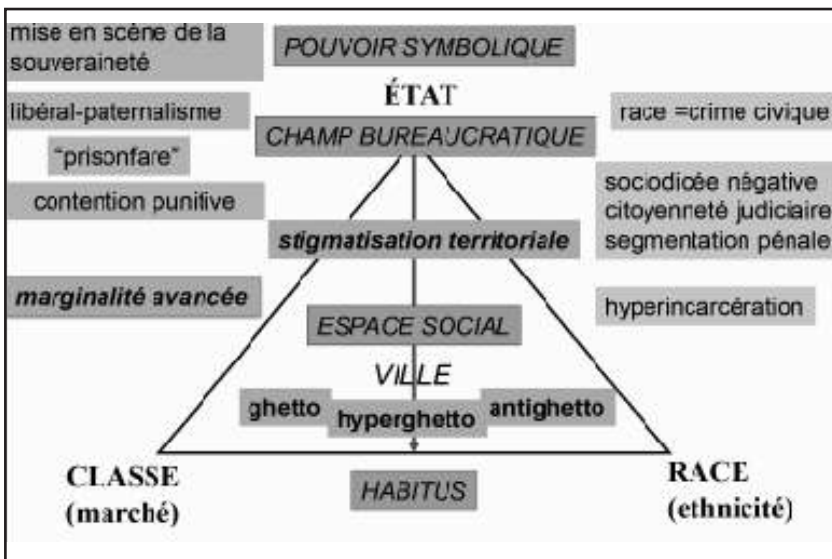 mise en scène de la
souveraineté
POUVOIR SYMBOLIQUE
ÉTAT
libéral-paternalisme
race =crime civique
CHAMP BUREAUCRATIQUE
"prisonfare"
contention punitive
sociodicée négative
citoyenneté judiciaire
segmentation pénale
stigmatisation territoriale
marginalité avancée
hyperincarcération
ESPACE SOCIAL
VILLE
ghetto
hyperghetto
antighetto
CLASSE
(marché)
HABITUS
RACE
(ethnicité)